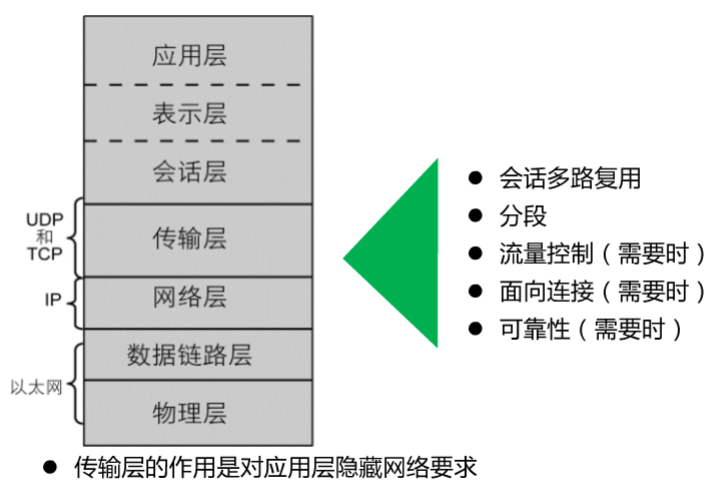 应用层
表示层
会话层
UDP
和
TCP
传输层
IP
网络层
数据链路层
以太网
物理层
● 会话多路复用
● 分段
● 流量控制（需要时）
● 面向连接（需要时）
● 可靠性（需要时）
● 传输层的作用是对应用层隐藏网络要求